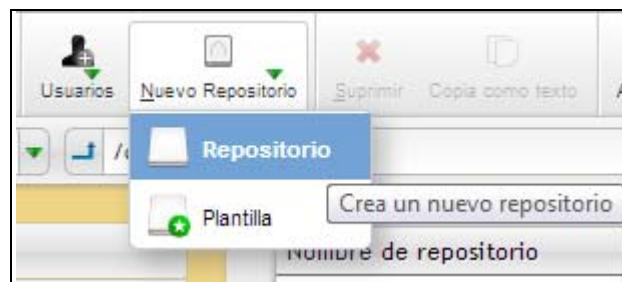 Usuarios
Nuevo Repositorio
Suprimir
Copia como texto
Repositorio
Plantilla
Crea un nuevo repositorio
Nombre de repositorio